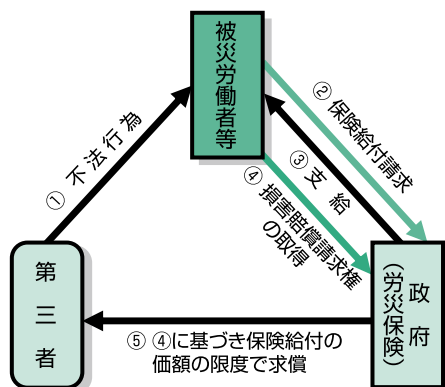 被災労働者等
① 不法行為
② 保険給付請求
③ 支給
④ 損害賠償請求権
の取得
第三者
政府
(労災保険)
⑤ ④に基づき保険給付の
価額の限度で求償